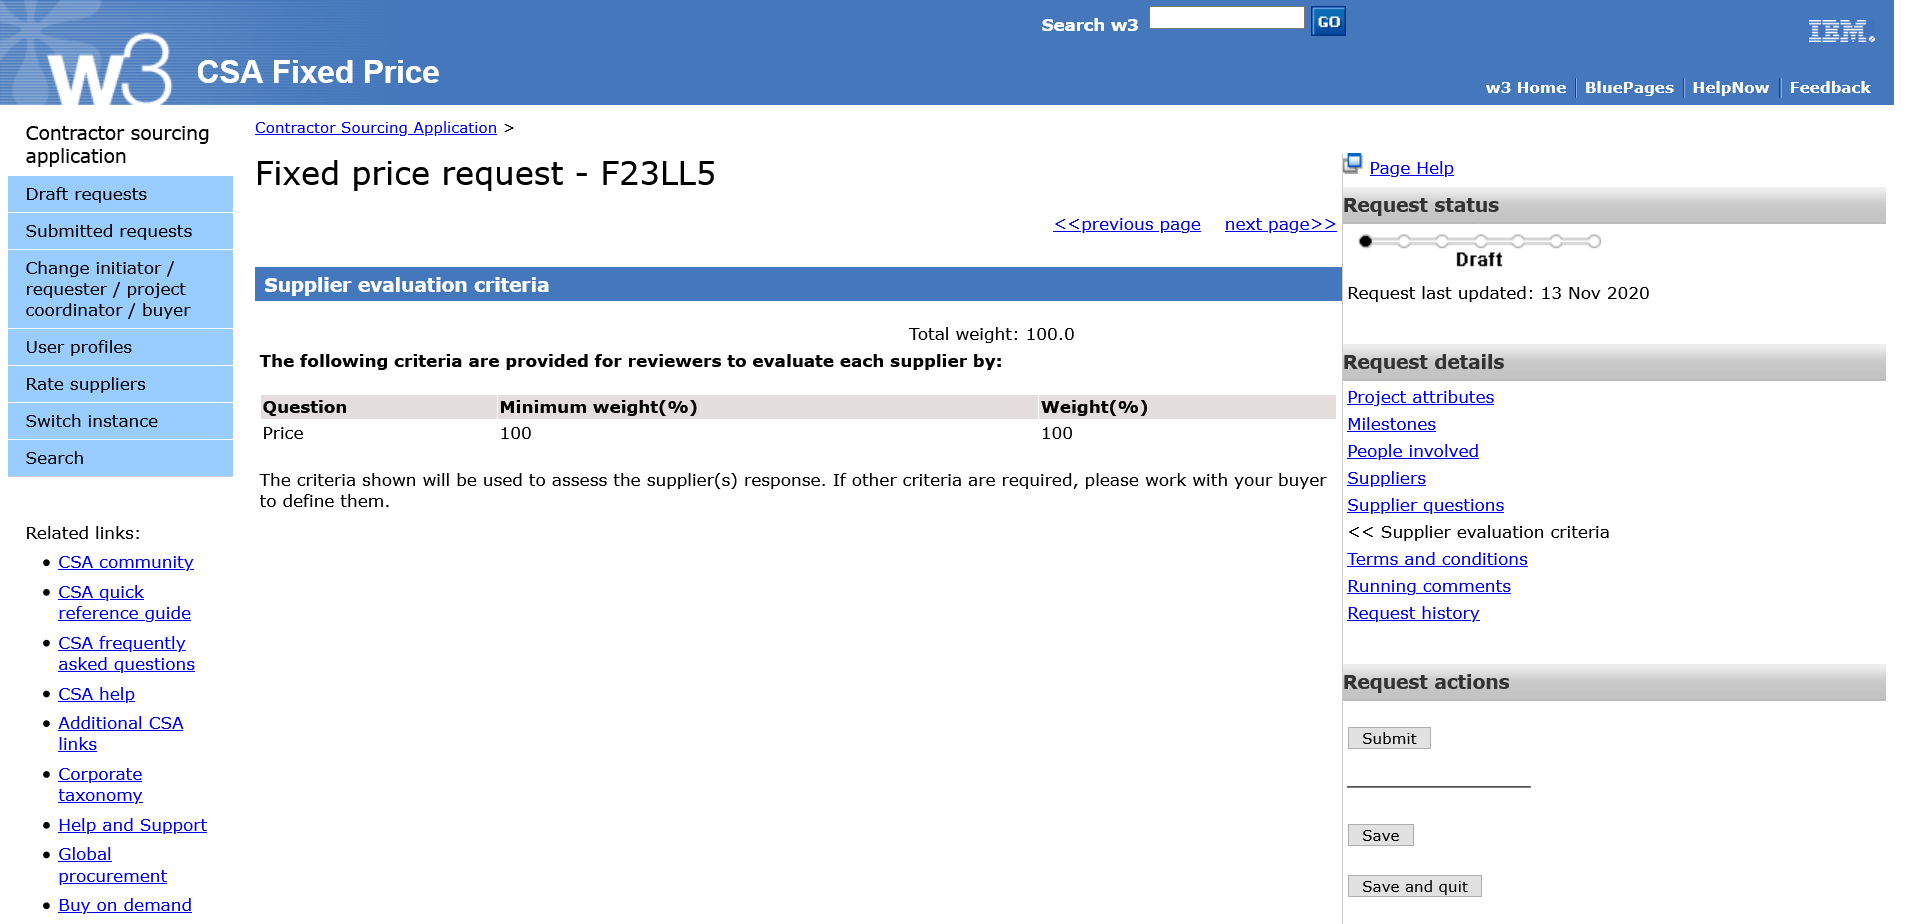 Search w3
GO
IBM.
w3
CSA Fixed Price
w3 Home
BluePages
HelpNow
Feedback
Contractor sourcing
application
Draft requests
Submitted requests
Change initiator /
requester / project
coordinator / buyer
User profiles
Rate suppliers
Switch instance
Search
Related links:
• CSA community
• CSA quick
reference guide
• CSA frequently
asked questions
• CSA help
• Additional CSA
links
• Corporate
taxonomy
• Help and Support
• Global
procurement
• Buy on demand
Contractor Sourcing Application >
Fixed price request - F23LL5
<<previous page next page>>
Supplier evaluation criteria
Total weight: 100.0
The following criteria are provided for reviewers to evaluate each supplier by:
Question Minimum weight(%) Weight(%)
Price 100 100
The criteria shown will be used to assess the supplier(s) response. If other criteria are required, please work with your buyer
to define them.
Page Help
Request status
Draft
Request last updated: 13 Nov 2020
Request details
Project attributes
Milestones
People involved
Suppliers
Supplier questions
<< Supplier evaluation criteria
Terms and conditions
Running comments
Request history
Request actions
Submit
Save
Save and quit